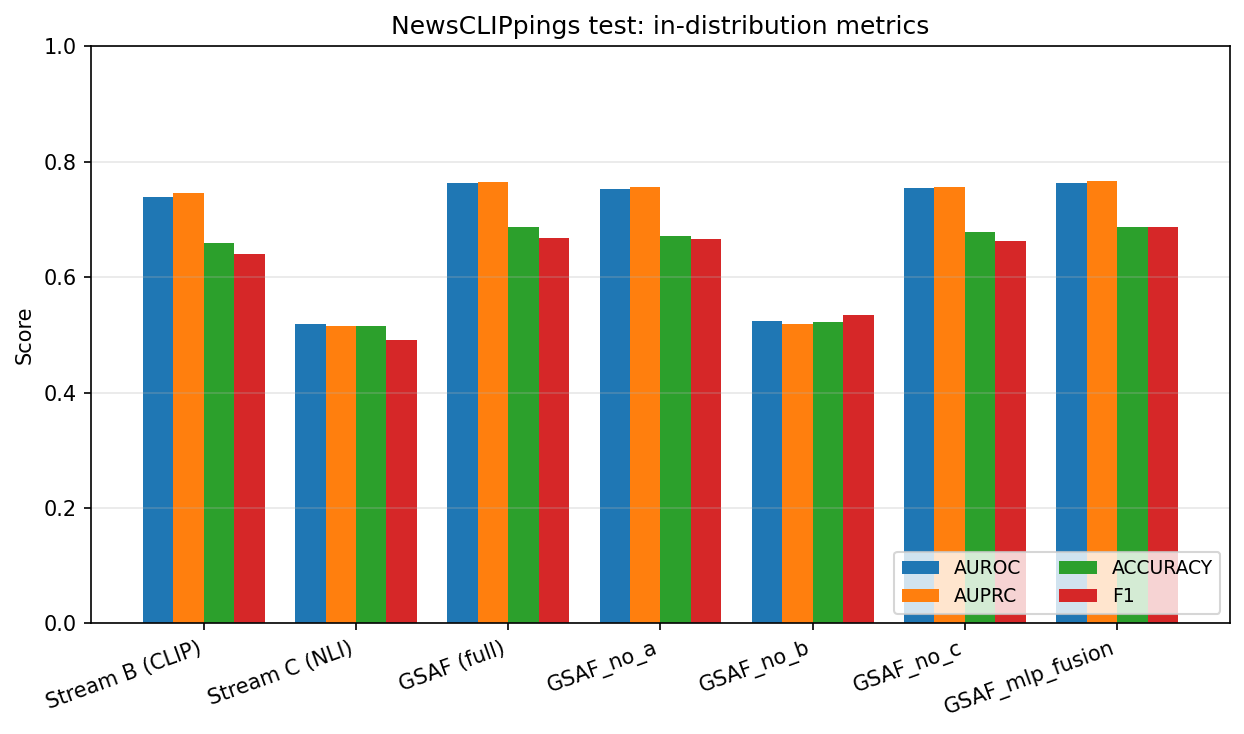 NewsCLIPpings test: in-distribution metrics
1.0
0.8
0.6
0.4
0.2
0.0
Score
AUROC
AUPRC
ACCURACY
F1
Stream B (CLIP)
Stream C (NLI)
GSAF (full)
GSAF_no_a
GSAF_no_b
GSAF_no_c
GSAF_mlp_fusion